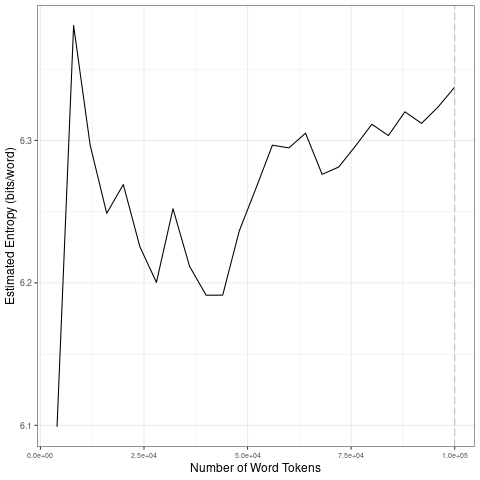 Estimated Entropy (bits/word)
6.3
6.2
6.1
0.0e+00 2.5e+04 5.0e+04 7.5e+04 1.0e+05
Number of Word Tokens